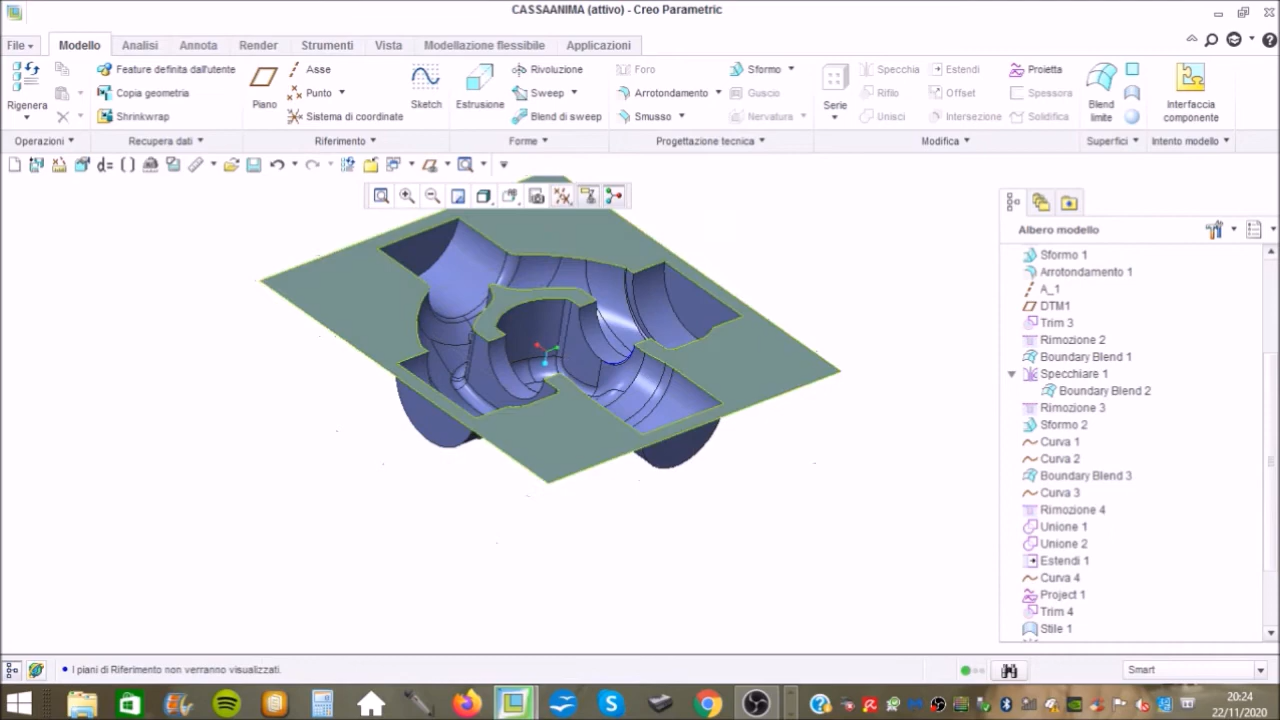 CASSAANIMA (attivo) - Creo Parametric
File Modello Analisi Annota Render Strumenti Vista Modellazione flessibile Applicazioni
Feature definita dall'utente Asse Rivoluzione Foro Sformo Specchia Estendi Proietta
Copia geometria Punto Sweep Arrotondamento Guscio Rifilo Offset Spessora
Rigenera Piano Sketch Estrusione Serie Blend limite Interfaccia componente
Shrinkwrap Sistema di coordinate Blend di sweep Smusso Nervatura Unisci Intersezione Solidifica
Operazioni Recupera dati Riferimento Forme Progettazione tecnica Modifica Superfici Intento modello
d=
Albero modello
Sformo 1
Arrotondamento 1
A_1
DTM1
Trim 3
Rimozione 2
Boundary Blend 1
Specchiare 1
Boundary Blend 2
Rimozione 3
Sformo 2
Curva 1
Curva 2
Boundary Blend 3
Curva 3
Rimozione 4
Unione 1
Unione 2
Estendi 1
Curva 4
Project 1
Trim 4
Stile 1
I piani di Riferimento non verranno visualizzati.
Smart
20:24
22/11/2020